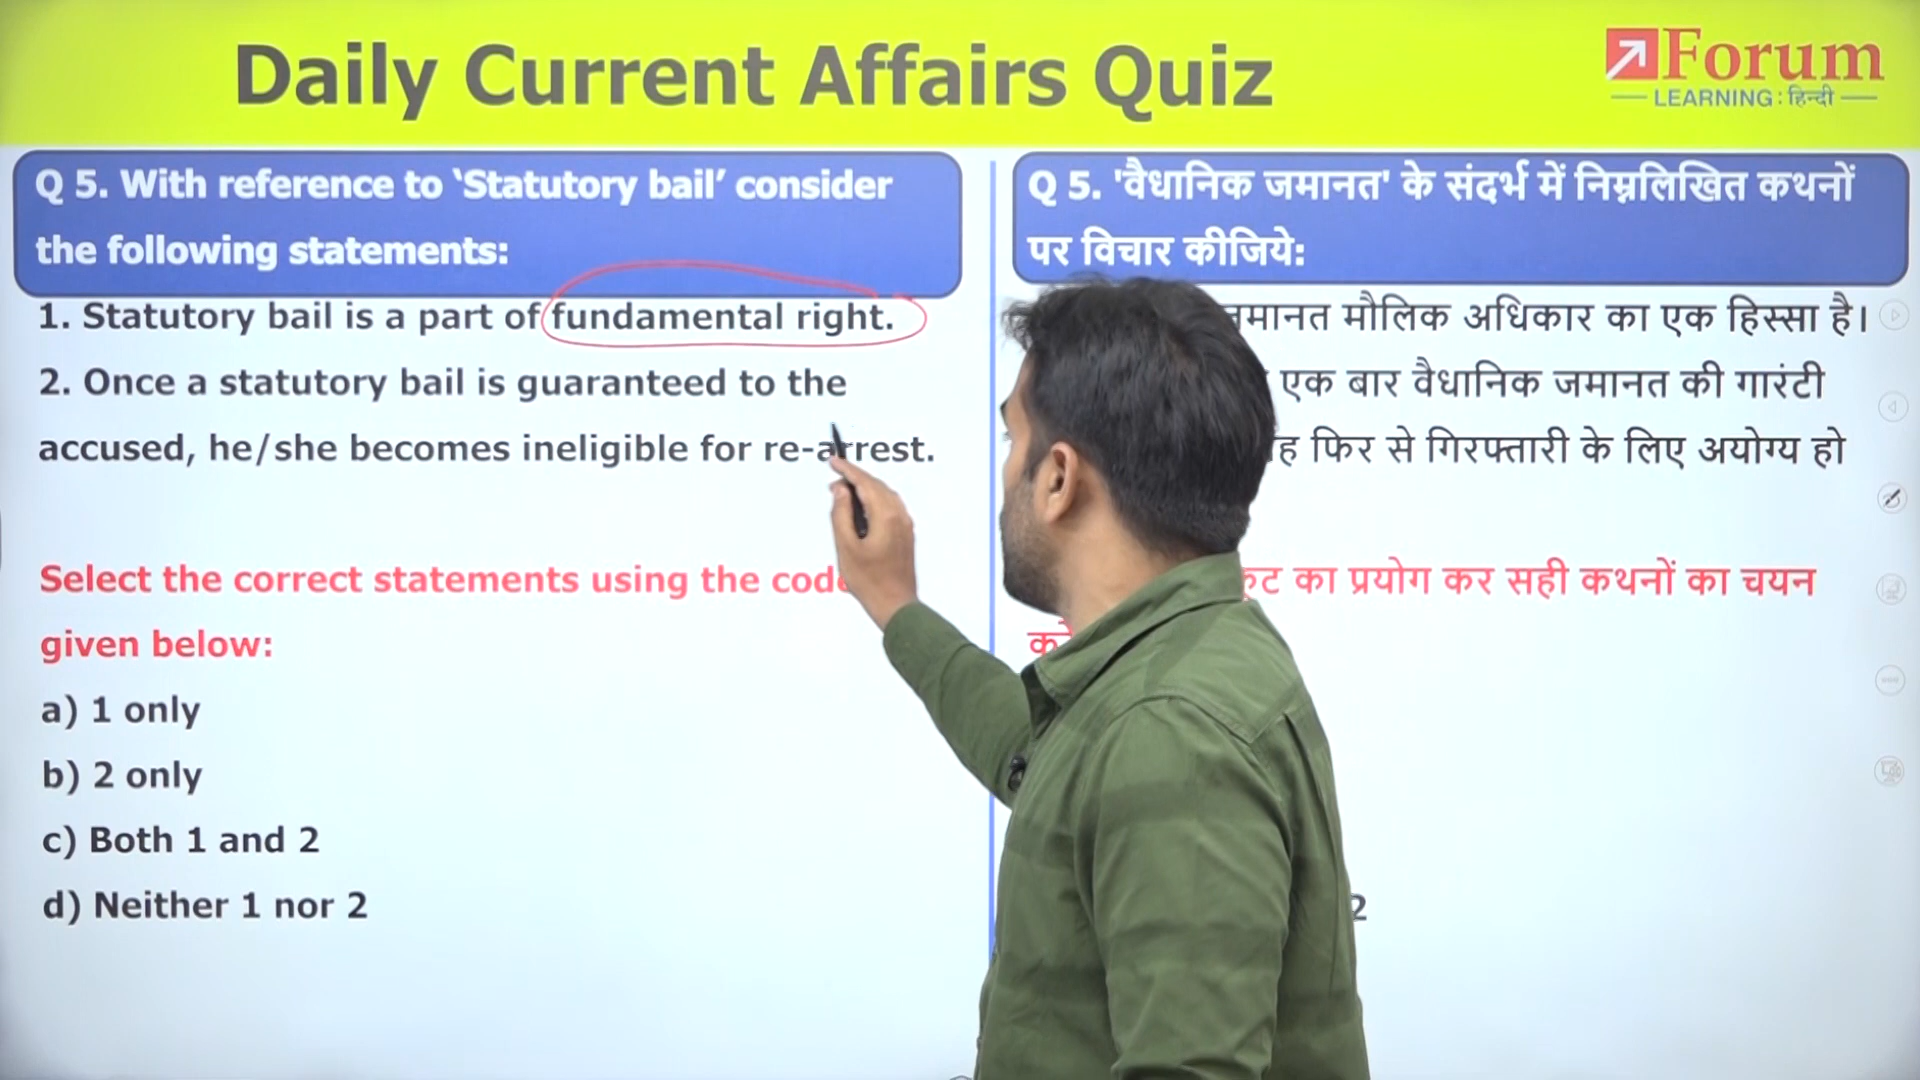 Daily Current Affairs Quiz
Forum
LEARNING : हिन्दी
Q 5. With reference to ‘Statutory bail’ consider
the following statements:
1. Statutory bail is a part of fundamental right.
2. Once a statutory bail is guaranteed to the
accused, he/she becomes ineligible for re-arrest.
Select the correct statements using the code
given below:
a) 1 only
b) 2 only
c) Both 1 and 2
d) Neither 1 nor 2
Q 5. 'वैधानिक जमानत' के संदर्भ में निम्नलिखित कथनों
पर विचार कीजिये:
जमानत मौलिक अधिकार का एक हिस्सा है।
एक बार वैधानिक जमानत की गारंटी
फिर से गिरफ्तारी के लिए अयोग्य हो
का प्रयोग कर सही कथनों का चयन
2